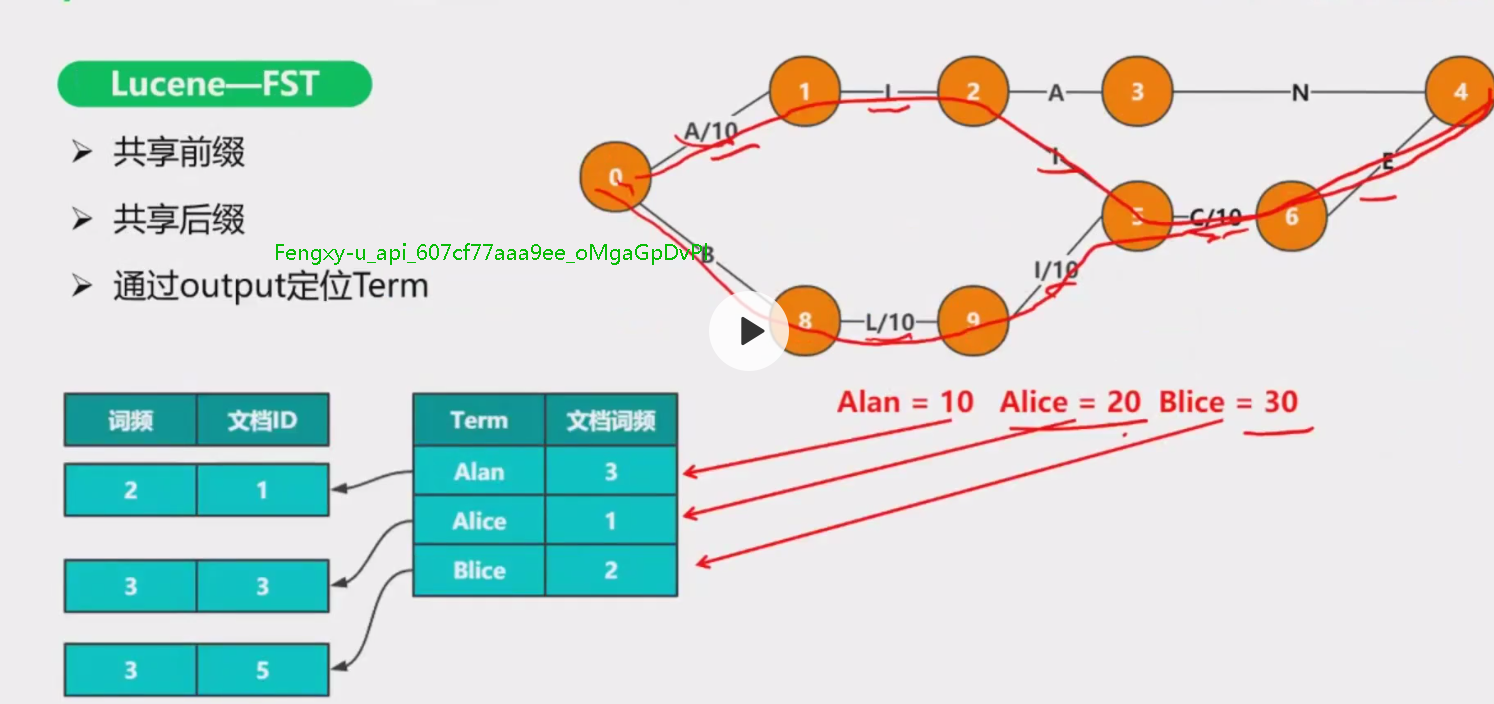 Lucene—FST
➢ 共享前缀
➢ 共享后缀
➢ 通过output定位Term
Fengxy-u_api_607cf77aaa9ee_oMgaGpDvP
0
A/10
1
L
2
A
3
N
4
I
5
C/10
6
E
B
8
L/10
9
I/10
Alan = 10 Alice = 20 Blice = 30
词频 文档ID
2 1
3 3
3 5
Term 文档词频
Alan 3
Alice 1
Blice 2